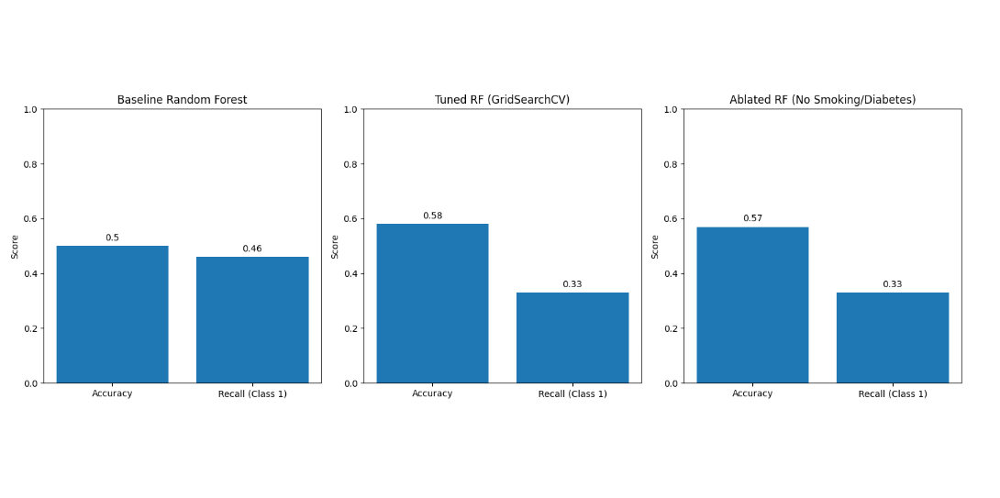 Baseline Random Forest
Score
1.0
0.8
0.6
0.4
0.2
0.0
0.5
0.46
Accuracy
Recall (Class 1)
Tuned RF (GridSearchCV)
Score
1.0
0.8
0.6
0.4
0.2
0.0
0.58
0.33
Accuracy
Recall (Class 1)
Ablated RF (No Smoking/Diabetes)
Score
1.0
0.8
0.6
0.4
0.2
0.0
0.57
0.33
Accuracy
Recall (Class 1)